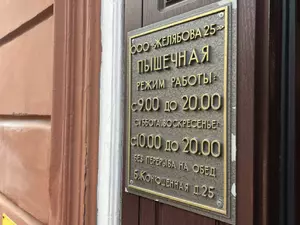 ООО «ЖЕЛЯБОВА 25»
ПЫШЕЧНАЯ
РЕЖИМ РАБОТЫ:
с 9.00 до 20.00
СУББОТА, ВОСКРЕСЕНЬЕ
с 10.00 до 20.00
БЕЗ ПЕРЕРЫВА НА ОБЕД
Б.КОНЮШЕННАЯ Д.25